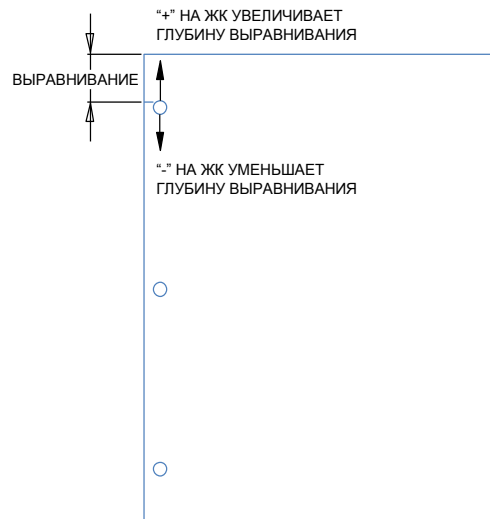 “+” НА ЖК УВЕЛИЧИВАЕТ
ГЛУБИНУ ВЫРАВНИВАНИЯ
ВЫРАВНИВАНИЕ
“-” НА ЖК УМЕНЬШАЕТ
ГЛУБИНУ ВЫРАВНИВАНИЯ